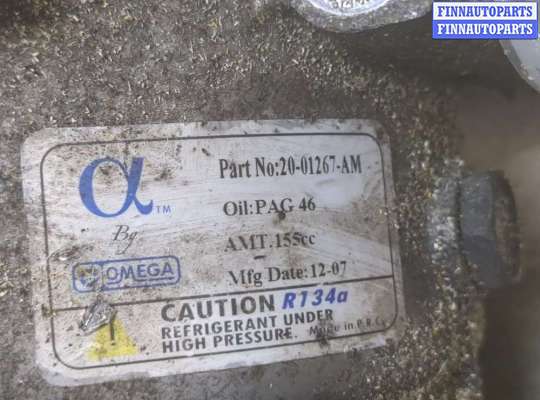 FINNAUTOPARTS
FINNAUTOPARTS
α TM
By
OMEGA
Part No:20-01267-AM
Oil:PAG 46
AMT.155cc
Mfg Date:12-07
CAUTION R134a
REFRIGERANT UNDER
HIGH PRESSURE.
Made in P.R.C.